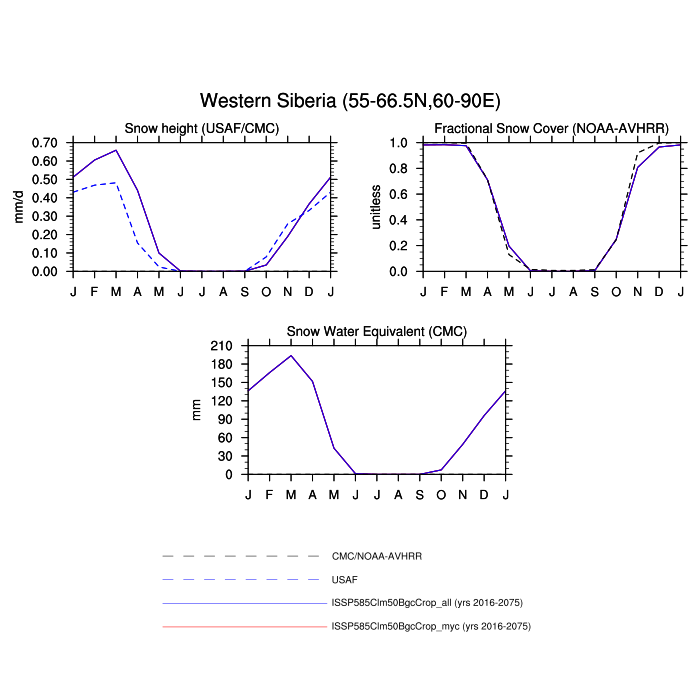 Western Siberia (55-66.5N,60-90E)
Snow height (USAF/CMC)
0.70
0.60
0.50
0.40
0.30
0.20
0.10
0.00
mm/d
J F M A M J J A S O N D J
Fractional Snow Cover (NOAA-AVHRR)
1.0
0.8
0.6
0.4
0.2
0.0
unitless
J F M A M J J A S O N D J
Snow Water Equivalent (CMC)
210
180
150
120
90
60
30
0
mm
J F M A M J J A S O N D J
CMC/NOAA-AVHRR
USAF
ISSP585Clm50BgcCrop_all (yrs 2016-2075)
ISSP585Clm50BgcCrop_myc (yrs 2016-2075)